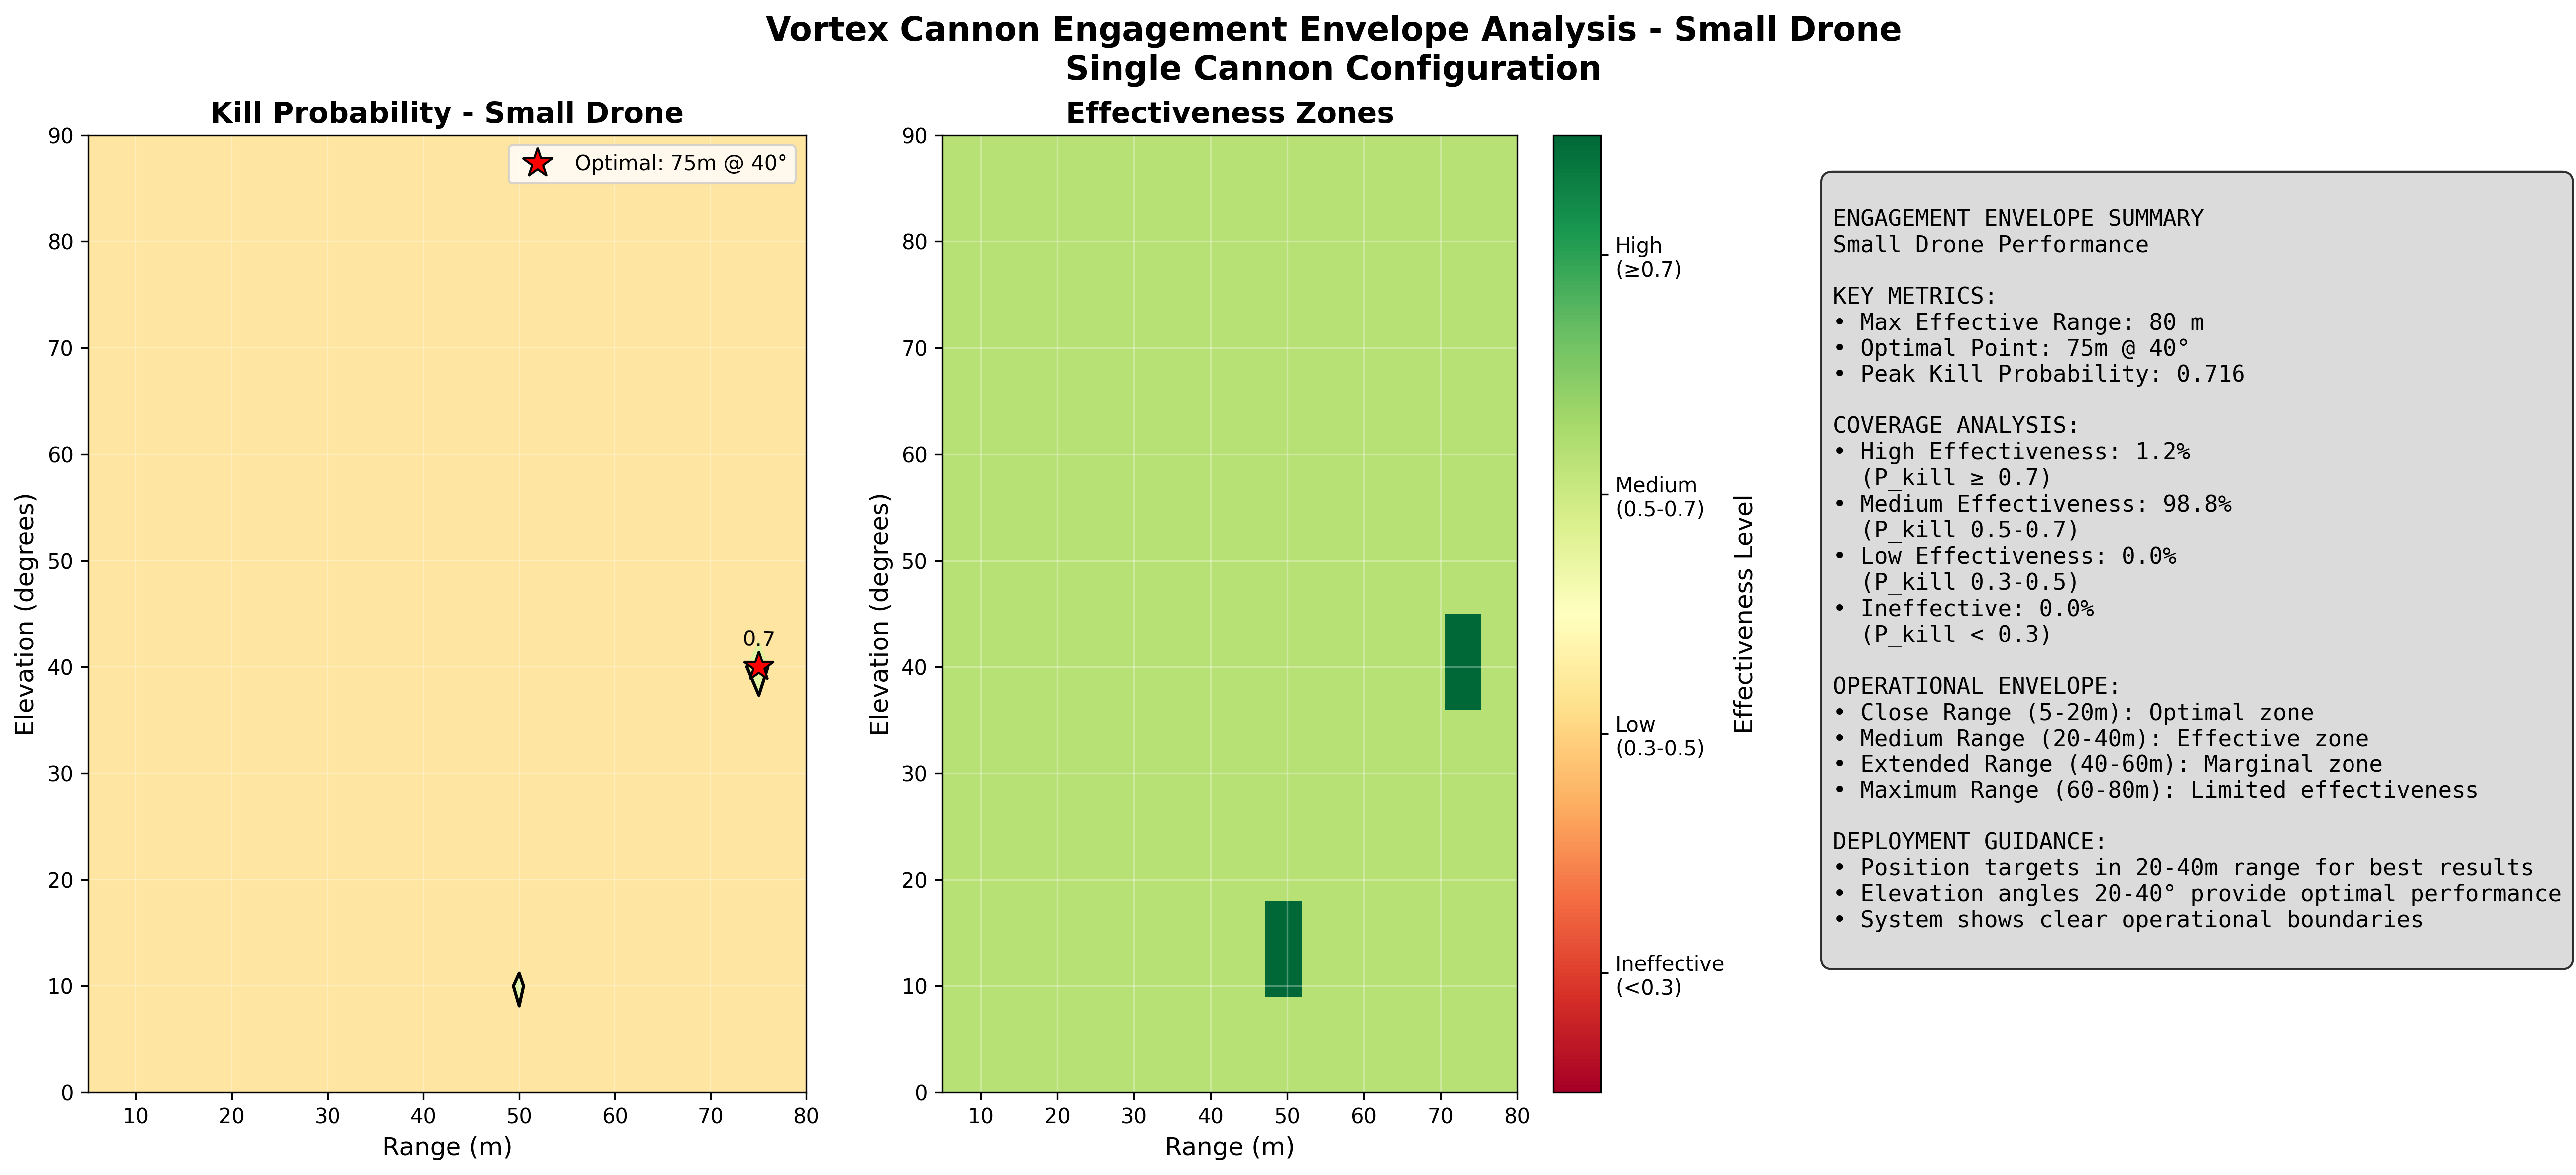 Vortex Cannon Engagement Envelope Analysis - Small Drone
Single Cannon Configuration
Kill Probability - Small Drone
90
80
70
60
50
40
30
20
10
0
Elevation (degrees)
Optimal: 75m @ 40°
0.7
10 20 30 40 50 60 70 80
Range (m)
Effectiveness Zones
90
80
70
60
50
40
30
20
10
0
Elevation (degrees)
10 20 30 40 50 60 70 80
Range (m)
High
(≥0.7)
Medium
(0.5-0.7)
Low
(0.3-0.5)
Ineffective
(<0.3)
Effectiveness Level
ENGAGEMENT ENVELOPE SUMMARY
Small Drone Performance
KEY METRICS:
• Max Effective Range: 80 m
• Optimal Point: 75m @ 40°
• Peak Kill Probability: 0.716
COVERAGE ANALYSIS:
• High Effectiveness: 1.2%
(P_kill ≥ 0.7)
• Medium Effectiveness: 98.8%
(P_kill 0.5-0.7)
• Low Effectiveness: 0.0%
(P_kill 0.3-0.5)
• Ineffective: 0.0%
(P_kill < 0.3)
OPERATIONAL ENVELOPE:
• Close Range (5-20m): Optimal zone
• Medium Range (20-40m): Effective zone
• Extended Range (40-60m): Marginal zone
• Maximum Range (60-80m): Limited effectiveness
DEPLOYMENT GUIDANCE:
• Position targets in 20-40m range for best results
• Elevation angles 20-40° provide optimal performance
• System shows clear operational boundaries